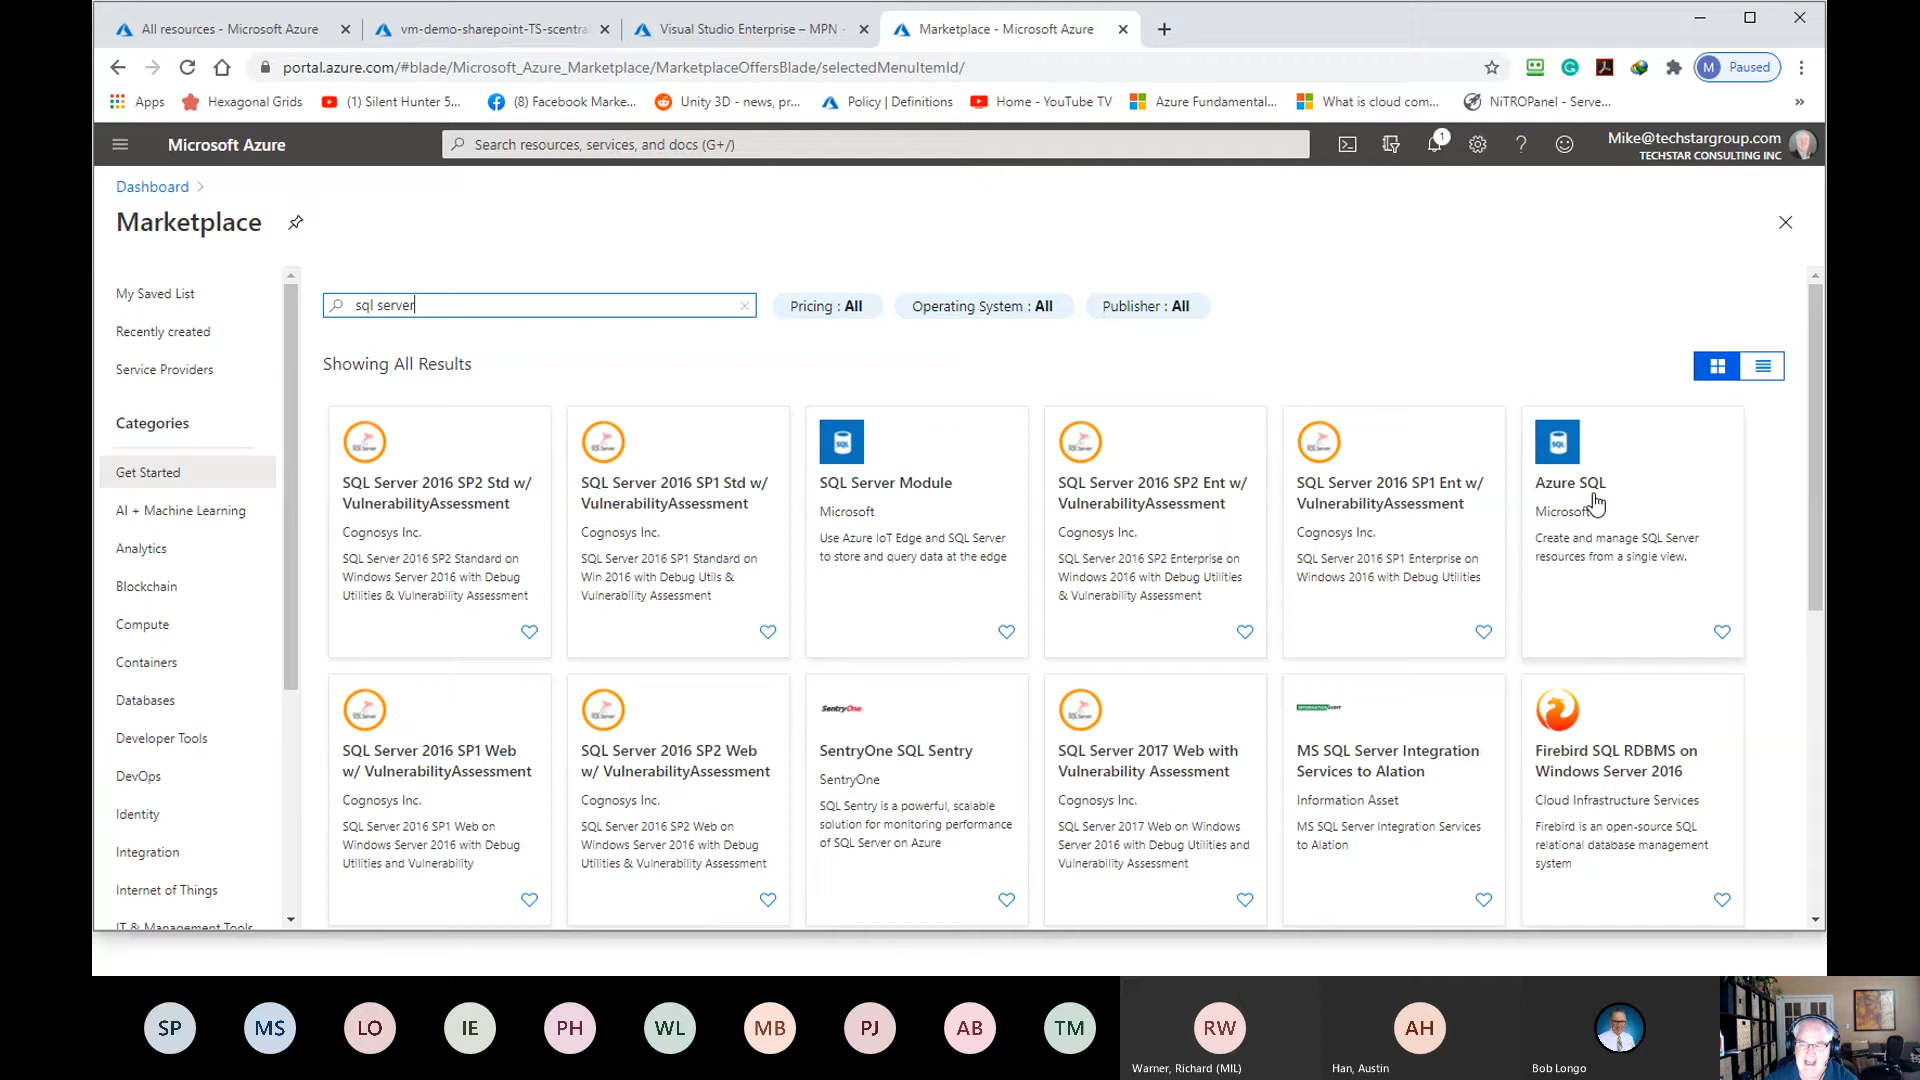 All resources - Microsoft Azure
vm-demo-sharepoint-TS-scentra
Visual Studio Enterprise – MPN -
Marketplace - Microsoft Azure
portal.azure.com/#blade/Microsoft_Azure_Marketplace/MarketplaceOffersBlade/selectedMenuItemId/
M Paused
Apps
Hexagonal Grids
(1) Silent Hunter 5...
(8) Facebook Marke...
Unity 3D - news, pr...
Policy | Definitions
Home - YouTube TV
Azure Fundamental...
What is cloud com...
NiTROPanel - Serve...
Microsoft Azure
Search resources, services, and docs (G+/)
1
Mike@techstargroup.com
TECHSTAR CONSULTING INC
Dashboard
Marketplace
My Saved List
Recently created
Service Providers
Categories
Get Started
AI + Machine Learning
Analytics
Blockchain
Compute
Containers
Databases
Developer Tools
DevOps
Identity
Integration
Internet of Things
IT & Management Tools
sql server
Pricing : All
Operating System : All
Publisher : All
Showing All Results
SQL Server 2016 SP2 Std w/
VulnerabilityAssessment
Cognosys Inc.
SQL Server 2016 SP2 Standard on
Windows Server 2016 with Debug
Utilities & Vulnerability Assessment
SQL Server 2016 SP1 Std w/
VulnerabilityAssessment
Cognosys Inc.
SQL Server 2016 SP1 Standard on
Win 2016 with Debug Utils &
Vulnerability Assessment
SQL
SQL Server Module
Microsoft
Use Azure IoT Edge and SQL Server
to store and query data at the edge
SQL Server 2016 SP2 Ent w/
VulnerabilityAssessment
Cognosys Inc.
SQL Server 2016 SP2 Enterprise on
Windows 2016 with Debug Utilities
& Vulnerability Assessment
SQL Server 2016 SP1 Ent w/
VulnerabilityAssessment
Cognosys Inc.
SQL Server 2016 SP1 Enterprise on
Windows 2016 with Debug Utilities
SQL
Azure SQL
Microsoft
Create and manage SQL Server
resources from a single view.
SQL Server 2016 SP1 Web
w/ VulnerabilityAssessment
Cognosys Inc.
SQL Server 2016 SP1 Web on
Windows Server 2016 with Debug
Utilities and Vulnerability
SQL Server 2016 SP2 Web
w/ VulnerabilityAssessment
Cognosys Inc.
SQL Server 2016 SP2 Web on
Windows Server 2016 with Debug
Utilities & Vulnerability Assessment
SentryOne
SentryOne SQL Sentry
SentryOne
SQL Sentry is a powerful, scalable
solution for monitoring performance
of SQL Server on Azure
SQL Server 2017 Web with
Vulnerability Assessment
Cognosys Inc.
SQL Server 2017 Web on Windows
Server 2016 with Debug Utilities and
Vulnerability Assessment
MS SQL Server Integration
Services to Alation
Information Asset
MS SQL Server Integration Services
to Alation
Firebird SQL RDBMS on
Windows Server 2016
Cloud Infrastructure Services
Firebird is an open-source SQL
relational database management
system
SP
MS
LO
IE
PH
WL
MB
PJ
AB
TM
RW
Warner, Richard (MIL)
AH
Han, Austin
Bob Longo